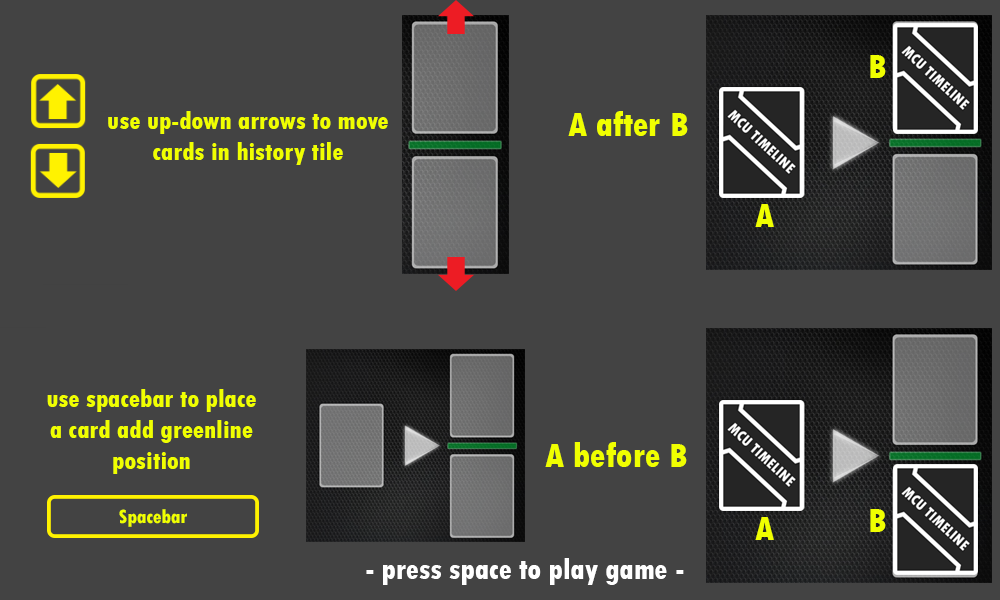 use up-down arrows to move
cards in history tile
A after B
B
MCU TIMELINE
MCU TIMELINE
A
use spacebar to place
a card add greenline
position
Spacebar
A before B
MCU TIMELINE
A
B
MCU TIMELINE
- press space to play game -